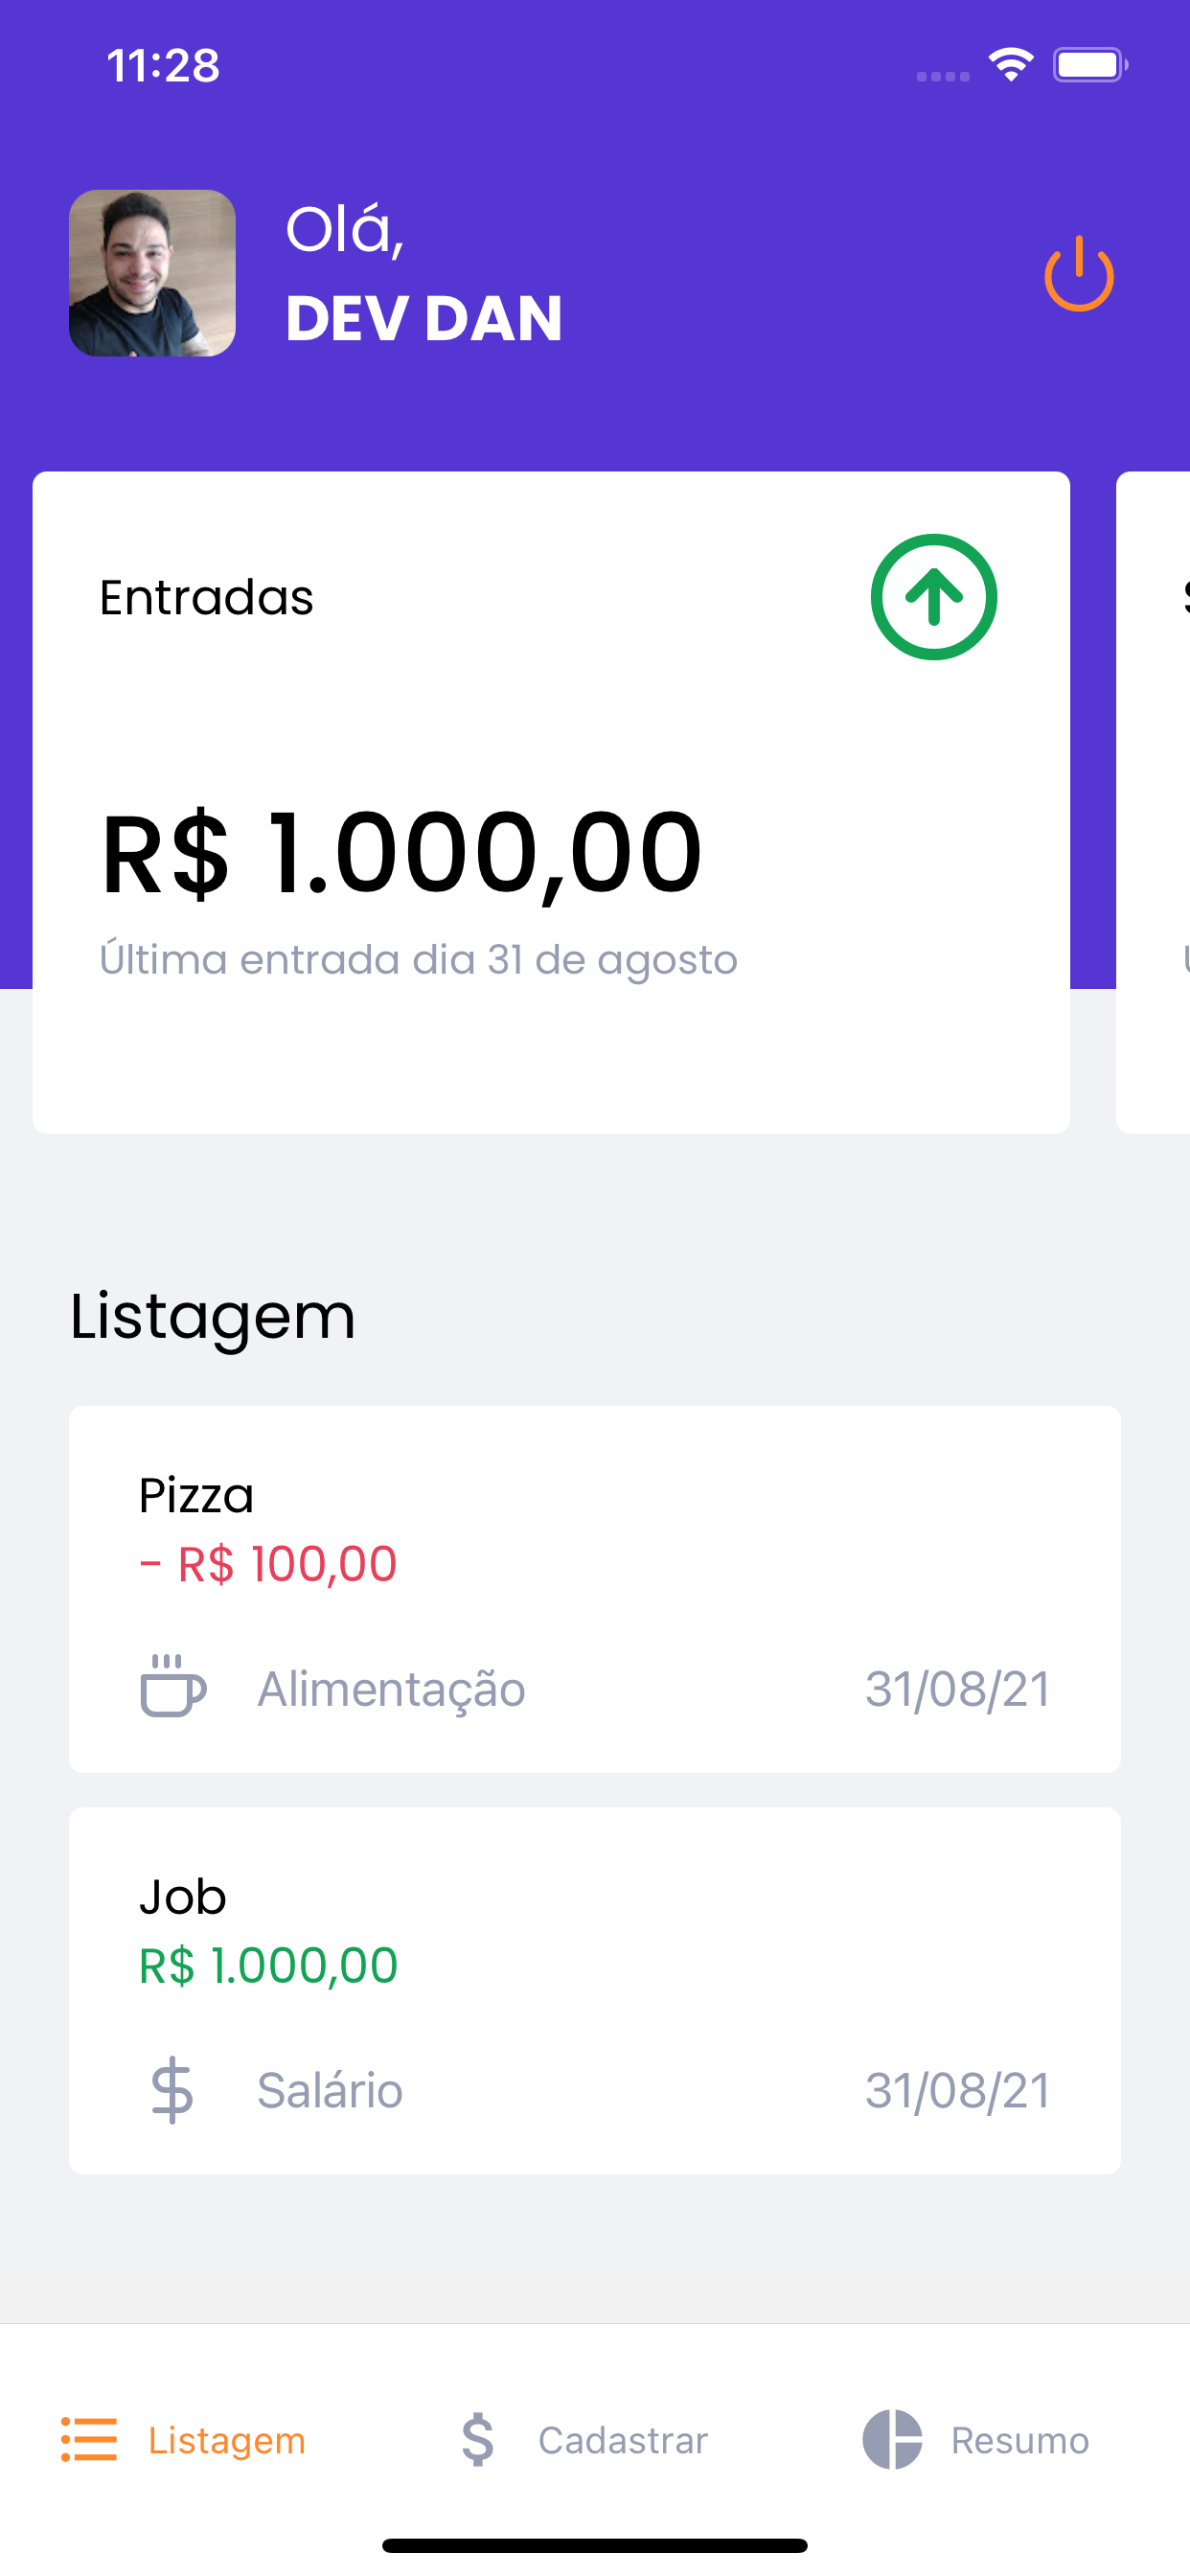 11:28
Olá,
DEV DAN
Entradas
R$ 1.000,00
Última entrada dia 31 de agosto
Listagem
Pizza
- R$ 100,00
Alimentação 31/08/21
Job
R$ 1.000,00
Salário 31/08/21
Listagem Cadastrar Resumo